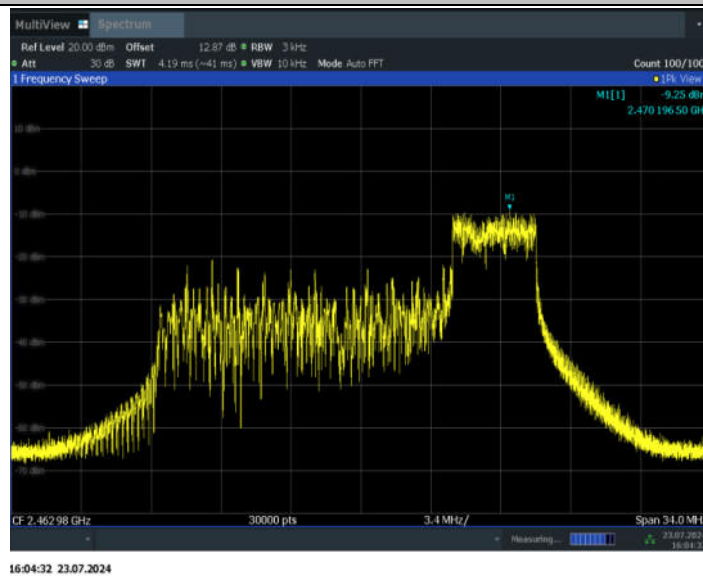 MultiView Spectrum
Ref Level 20.00 dBm Offset 12.87 dB RBW 3 kHz
Att 30 dB SWT 4.19 ms (~41 ms) VBW 10 kHz Mode Auto FFT Count 100/100
1 Frequency Sweep 1Pk View
M1[1] -9.25 dBm
2.470 196 50 GH
10 dBm
0 dBm
M1
-10 dBm
-20 dBm
-30 dBm
-40 dBm
-50 dBm
-60 dBm
-70 dBm
CF 2.462 98 GHz 30000 pts 3.4 MHz/ Span 34.0 MH
Measuring... 23.07.202
16:04:3
16:04:32 23.07.2024